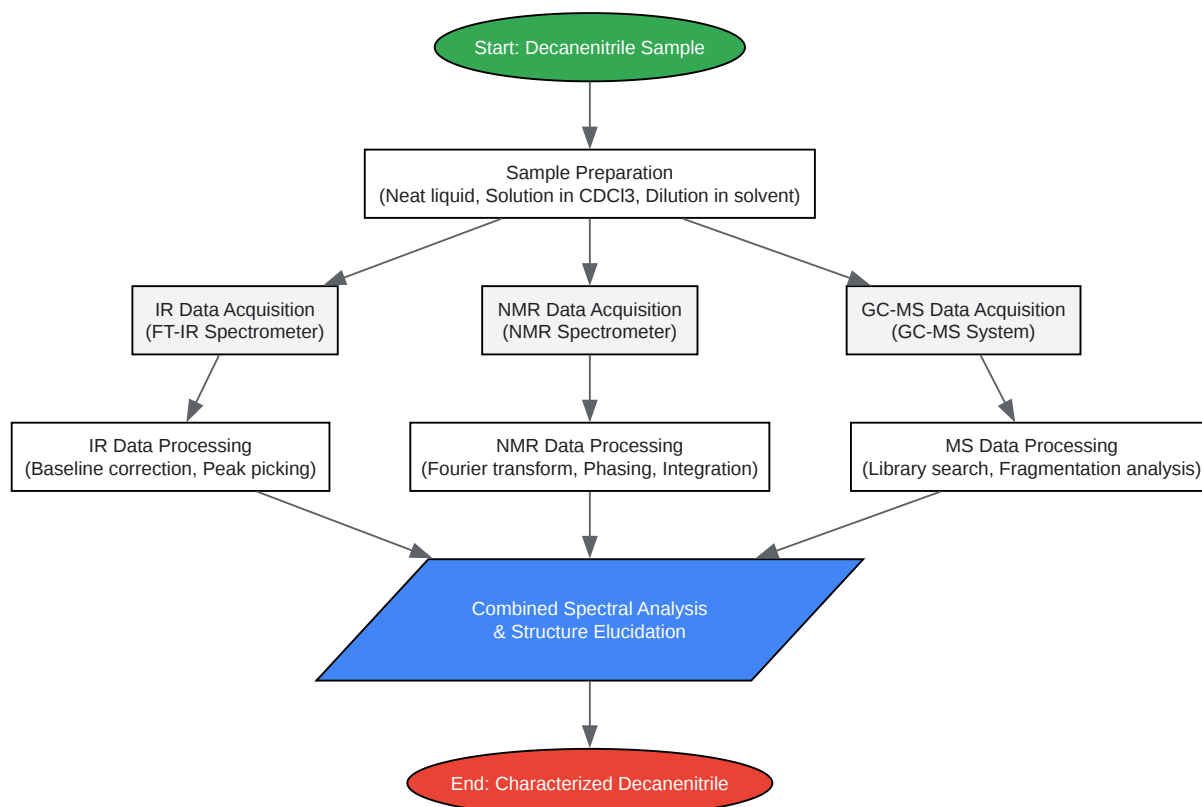 Start: Decanenitrile Sample
Sample Preparation
(Neat liquid, Solution in CDCl3, Dilution in solvent)
IR Data Acquisition
(FT-IR Spectrometer)
NMR Data Acquisition
(NMR Spectrometer)
GC-MS Data Acquisition
(GC-MS System)
IR Data Processing
(Baseline correction, Peak picking)
NMR Data Processing
(Fourier transform, Phasing, Integration)
MS Data Processing
(Library search, Fragmentation analysis)
Combined Spectral Analysis
& Structure Elucidation
End: Characterized Decanenitrile